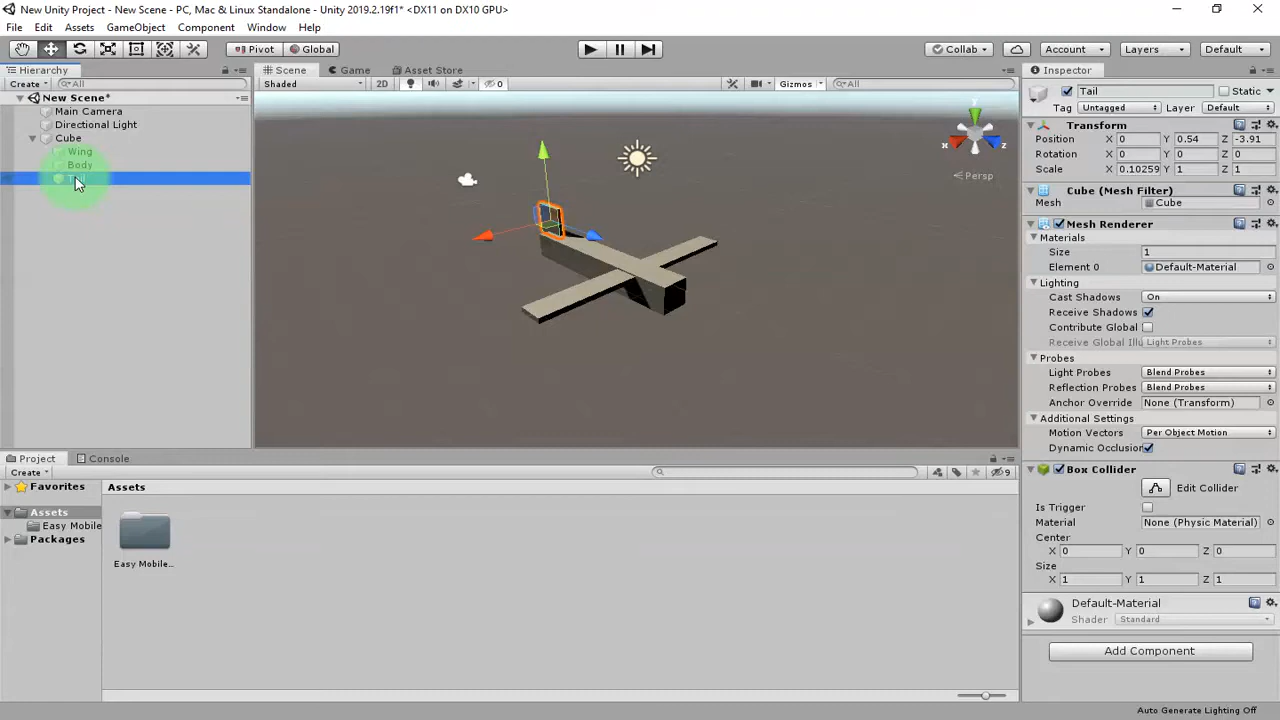 New Unity Project - New Scene - PC, Mac & Linux Standalone - Unity 2019.2.19f1* <DX11 on DX10 GPU>
File Edit Assets GameObject Component Window Help
Pivot Global Collab Account Layers Default
Hierarchy
Create All
New Scene*
Main Camera
Directional Light
Cube
Wing
Body
Scene Game Asset Store
Shaded 2D 0 Gizmos All
y
x z
Persp
Inspector
Tail Static
Tag Untagged Layer Default
Transform
Position X 0 Y 0.54 Z -3.91
Rotation X 0 Y 0 Z 0
Scale X 0.10259 Y 1 Z 1
Cube (Mesh Filter)
Mesh Cube
Mesh Renderer
Materials
Size 1
Element 0 Default-Material
Lighting
Cast Shadows On
Receive Shadows
Contribute Global
Receive Global Illu Light Probes
Probes
Light Probes Blend Probes
Reflection Probes Blend Probes
Anchor Override None (Transform)
Additional Settings
Motion Vectors Per Object Motion
Dynamic Occlusion
Box Collider
Edit Collider
Is Trigger
Material None (Physic Material)
Center
X 0 Y 0 Z 0
Size
X 1 Y 1 Z 1
Default-Material
Shader Standard
Add Component
Project Console
Create 9
Favorites
Assets
Easy Mobile
Packages
Assets
Easy Mobile...
Auto Generate Lighting Off